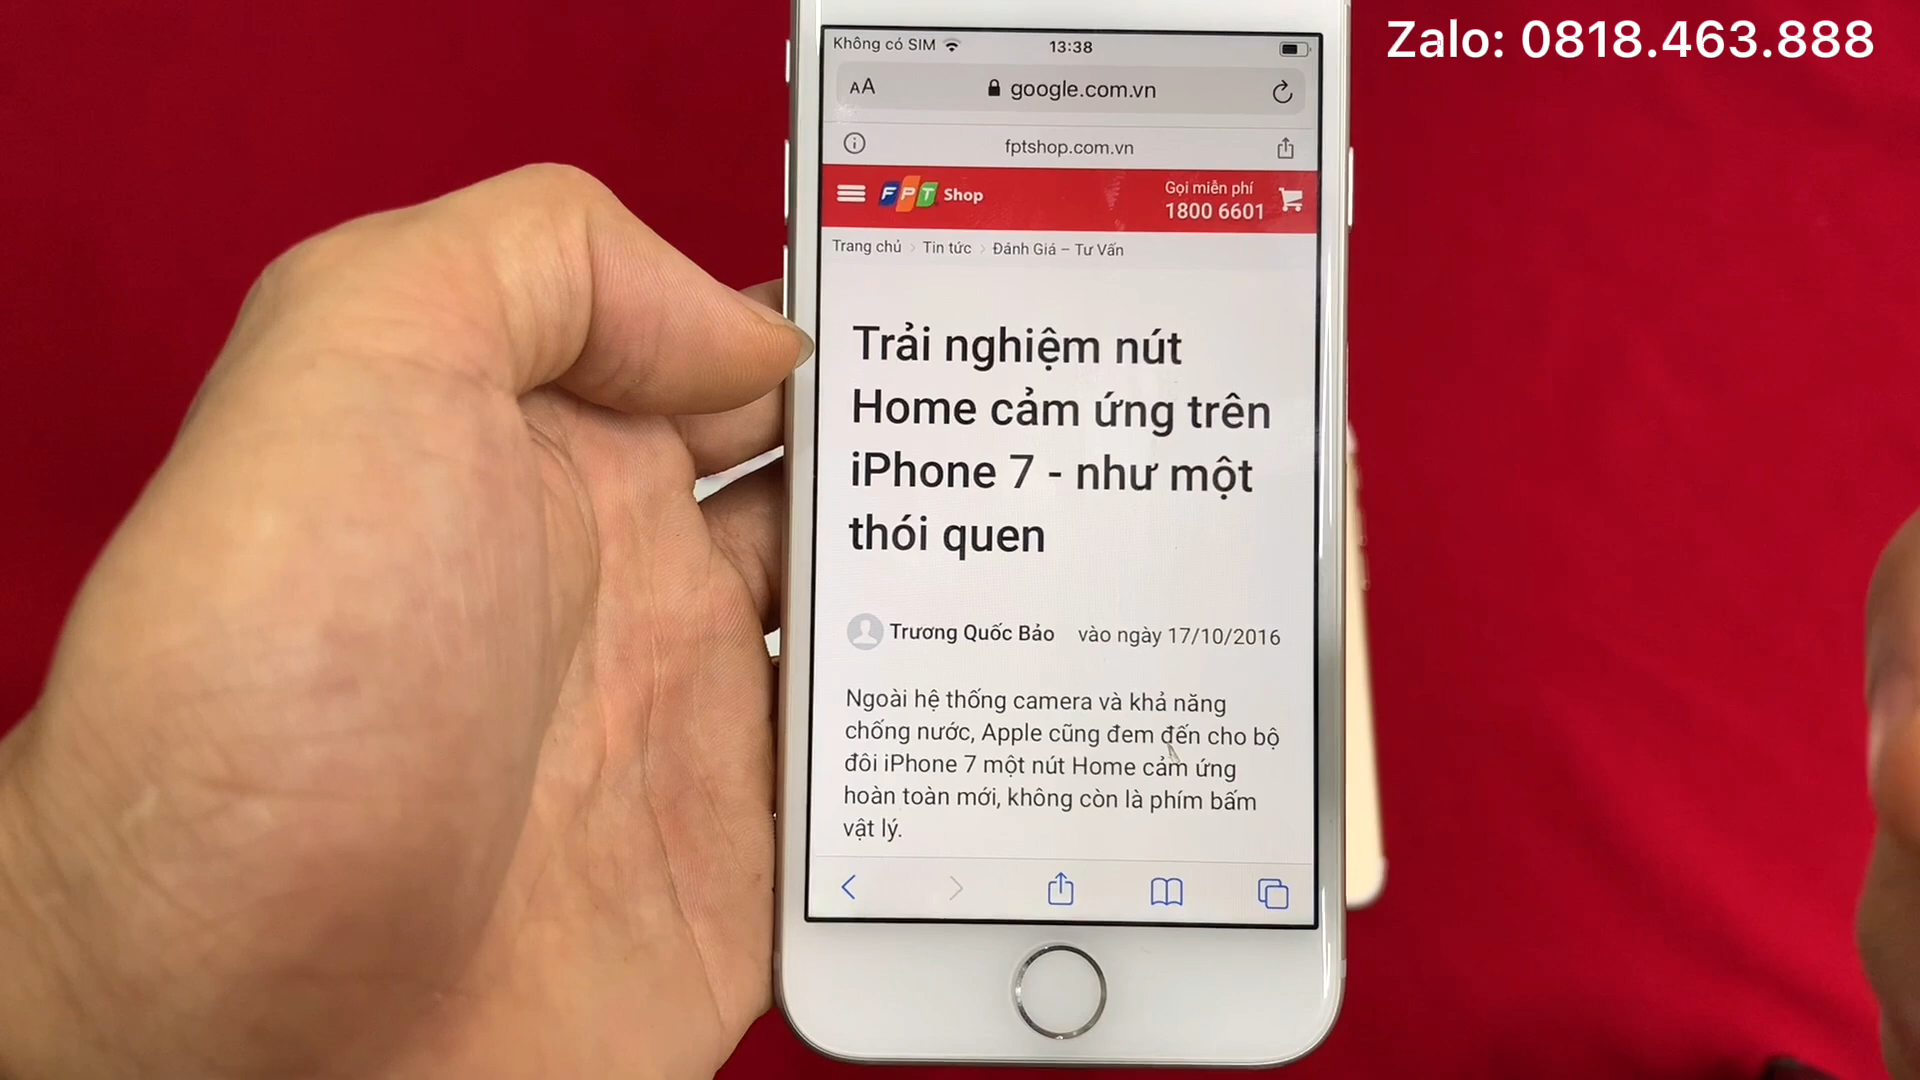 Zalo: 0818.463.888
Không có SIM 13:38
AA google.com.vn
fptshop.com.vn
FPT Shop Gọi miễn phí
1800 6601
Trang chủ Tin tức Đánh Giá – Tư Vấn
Trải nghiệm nút
Home cảm ứng trên
iPhone 7 - như một
thói quen
Trương Quốc Bảo vào ngày 17/10/2016
Ngoài hệ thống camera và khả năng
chống nước, Apple cũng đem đến cho bộ
đôi iPhone 7 một nút Home cảm ứng
hoàn toàn mới, không còn là phím bấm
vật lý.